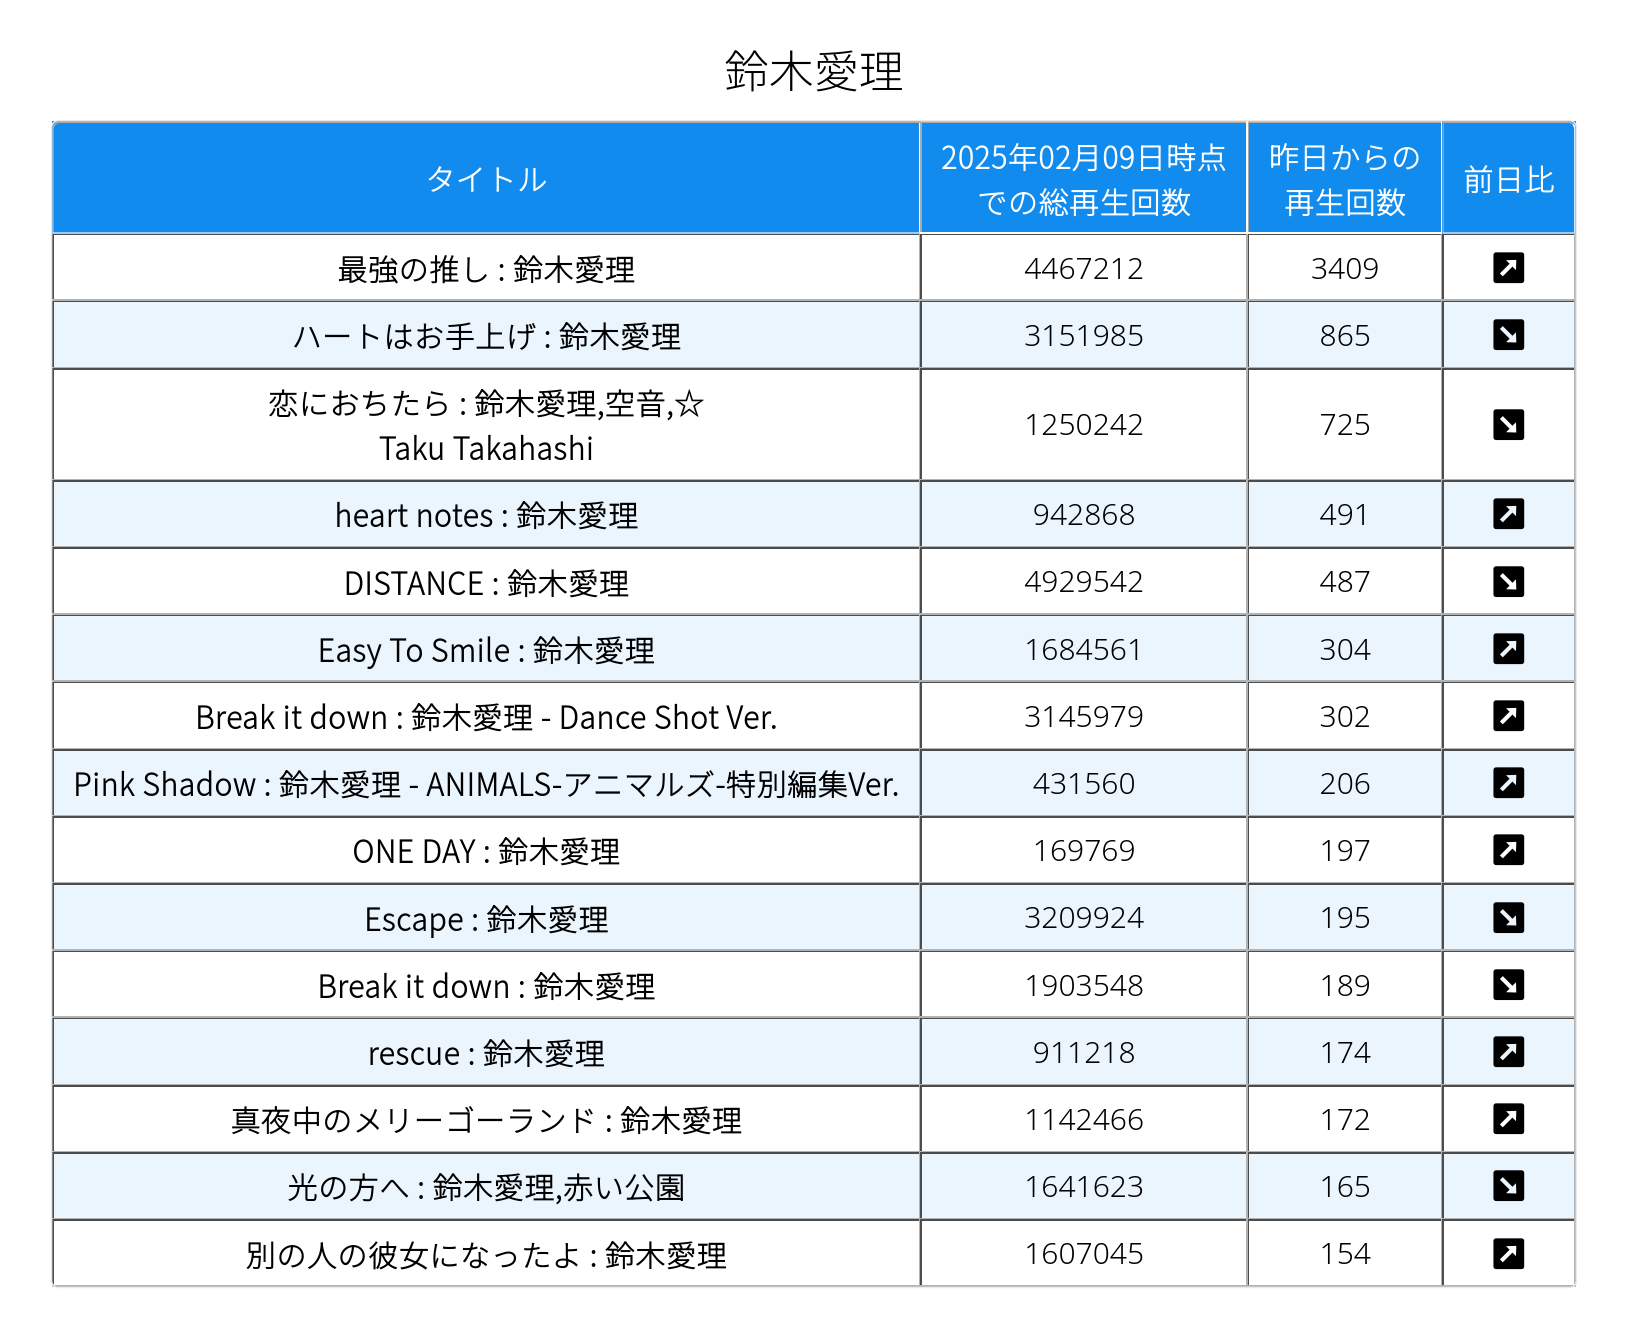 鈴木愛理
タイトル
2025年02月09日時点
での総再生回数
昨日からの
再生回数
前日比
最強の推し : 鈴木愛理 4467212 3409
ハートはお手上げ : 鈴木愛理 3151985 865
恋におちたら : 鈴木愛理,空音,☆
Taku Takahashi 1250242 725
heart notes : 鈴木愛理 942868 491
DISTANCE : 鈴木愛理 4929542 487
Easy To Smile : 鈴木愛理 1684561 304
Break it down : 鈴木愛理 - Dance Shot Ver. 3145979 302
Pink Shadow : 鈴木愛理 - ANIMALS-アニマルズ-特別編集Ver. 431560 206
ONE DAY : 鈴木愛理 169769 197
Escape : 鈴木愛理 3209924 195
Break it down : 鈴木愛理 1903548 189
rescue : 鈴木愛理 911218 174
真夜中のメリーゴーランド : 鈴木愛理 1142466 172
光の方へ : 鈴木愛理,赤い公園 1641623 165
別の人の彼女になったよ : 鈴木愛理 1607045 154